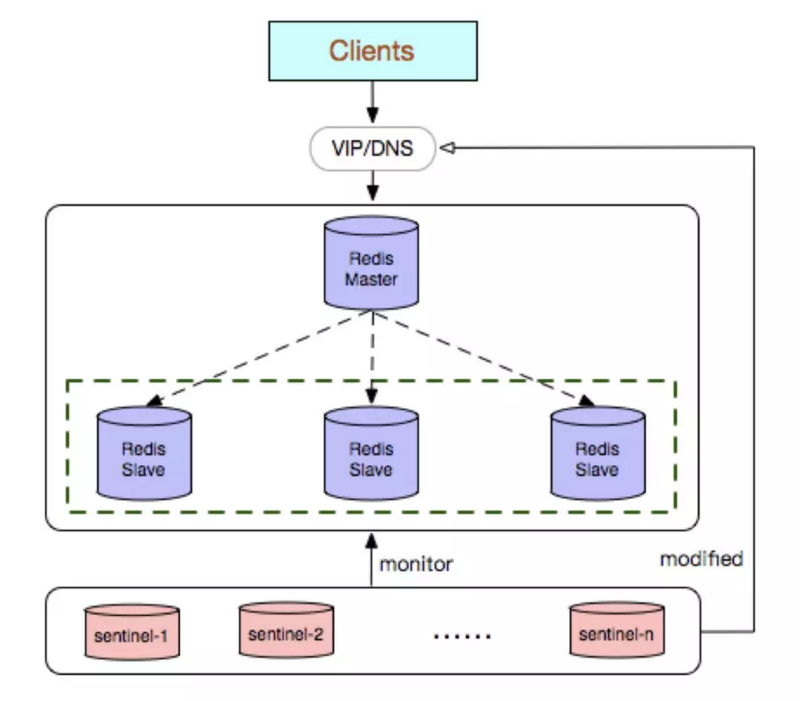 Clients
VIP/DNS
Redis
Master
Redis
Slave
Redis
Slave
Redis
Slave
monitor
modified
sentinel-1
sentinel-2
......
sentinel-n